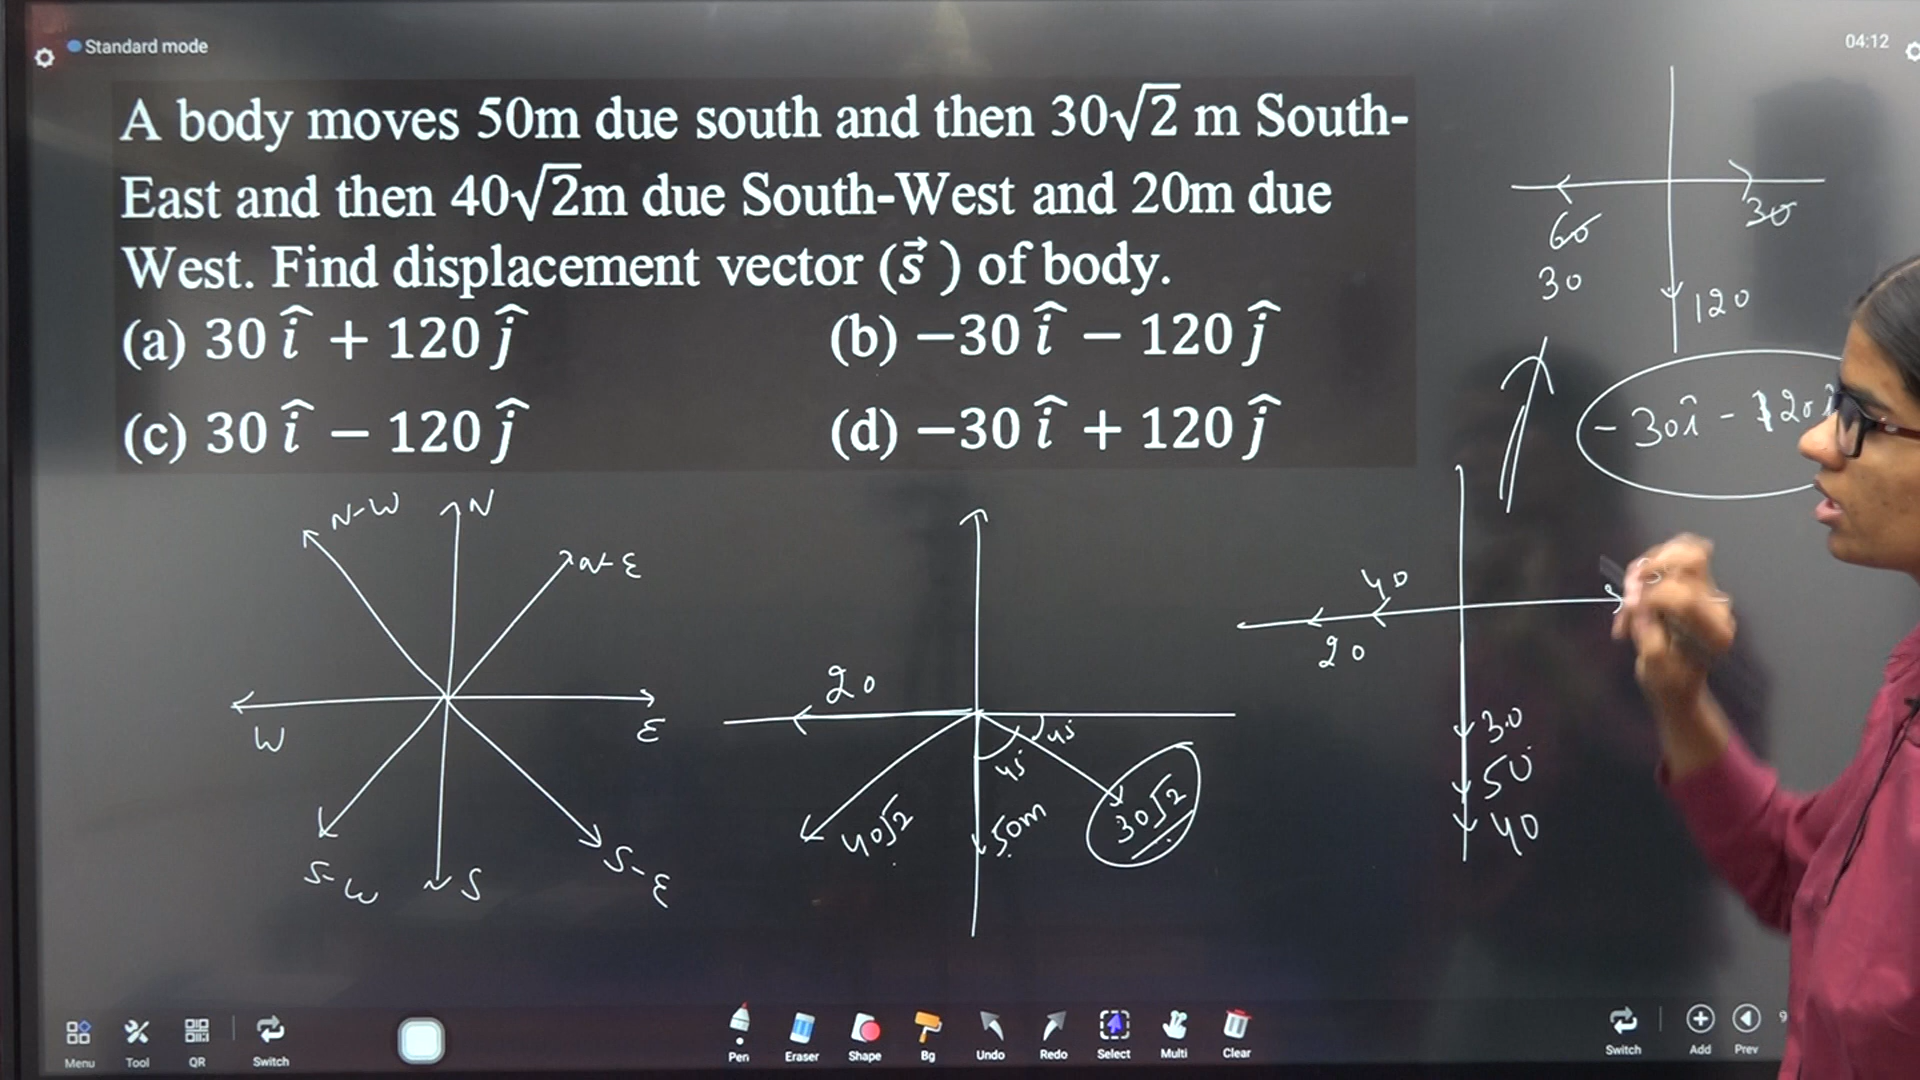 Standard mode
04:12
A body moves 50m due south and then 30√2 m South-
East and then 40√2m due South-West and 20m due
West. Find displacement vector (s⃗ ) of body.
(a) 30 î + 120 ĵ
(b) −30 î − 120 ĵ
(c) 30 î − 120 ĵ
(d) −30 î + 120 ĵ
60
30
30
120
-30î - 120
N-W
N
N-E
W
E
S-W
S
S-E
20
45
45
40√2
50m
30√2
40
20
30
50
40
Menu
Tool
QR
Switch
Pen
Eraser
Shape
Bg
Undo
Redo
Select
Multi
Clear
Switch
Add
Prev
9